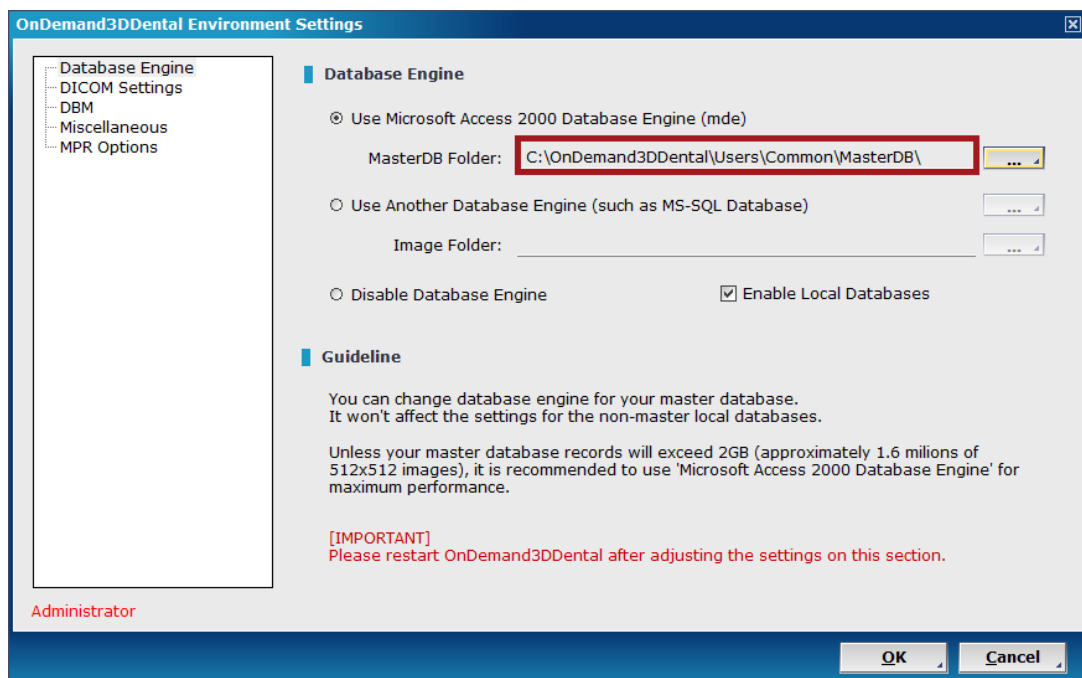 OnDemand3DDental Environment Settings
Database Engine
DICOM Settings
DBM
Miscellaneous
MPR Options
Administrator
Database Engine
Use Microsoft Access 2000 Database Engine (mde)
MasterDB Folder: C:\OnDemand3DDental\Users\Common\MasterDB\ ...
Use Another Database Engine (such as MS-SQL Database) ...
Image Folder: ...
Disable Database Engine Enable Local Databases
Guideline
You can change database engine for your master database.
It won't affect the settings for the non-master local databases.
Unless your master database records will exceed 2GB (approximately 1.6 milions of
512x512 images), it is recommended to use 'Microsoft Access 2000 Database Engine' for
maximum performance.
[IMPORTANT]
Please restart OnDemand3DDental after adjusting the settings on this section.
OK Cancel